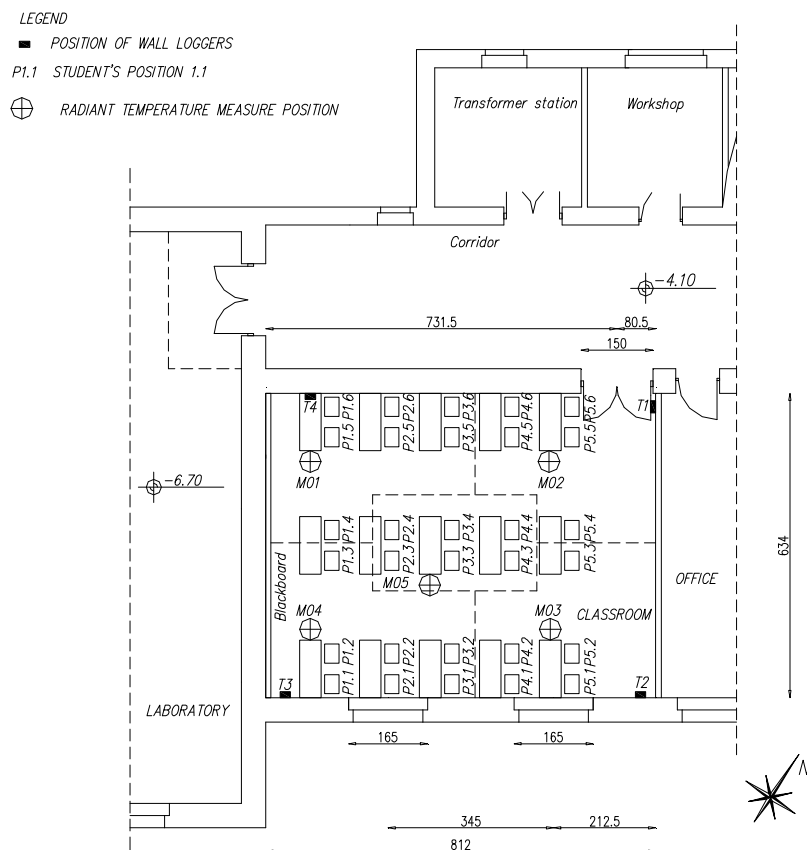 LEGEND
POSITION OF WALL LOGGERS
P1.1 STUDENT'S POSITION 1.1
RADIANT TEMPERATURE MEASURE POSITION
Transformer station
Workshop
Corridor
-4.10
731.5
80.5
150
T4
T1
P1.6
P2.6
P3.6
P4.6
P5.6
P1.5
P2.5
P3.5
P4.5
P5.5
M01
M02
-6.70
P1.4
P2.4
P3.4
P4.4
P5.4
P1.3
P2.3
P3.3
P4.3
P5.3
634
Blackboard
M05
OFFICE
M04
M03
CLASSROOM
P1.2
P2.2
P3.2
P4.2
P5.2
P1.1
P2.1
P3.1
P4.1
P5.1
T3
T2
LABORATORY
165
165
N
345
212.5
812